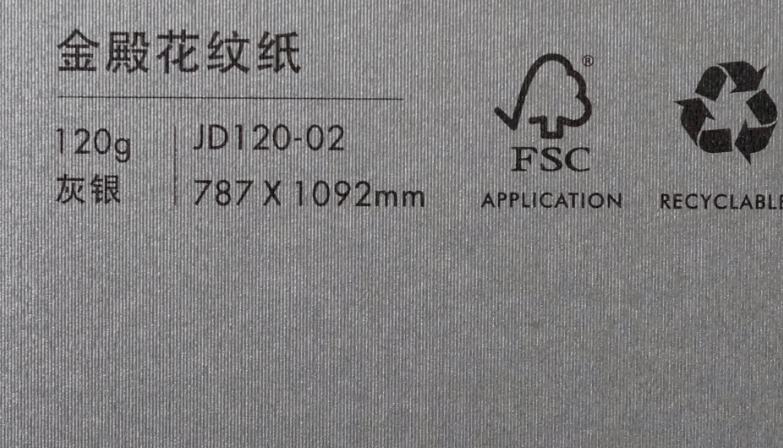 金殿花纹纸
120g
灰银
JD120-02
787 X 1092mm
®
FSC
APPLICATION
RECYCLABLE